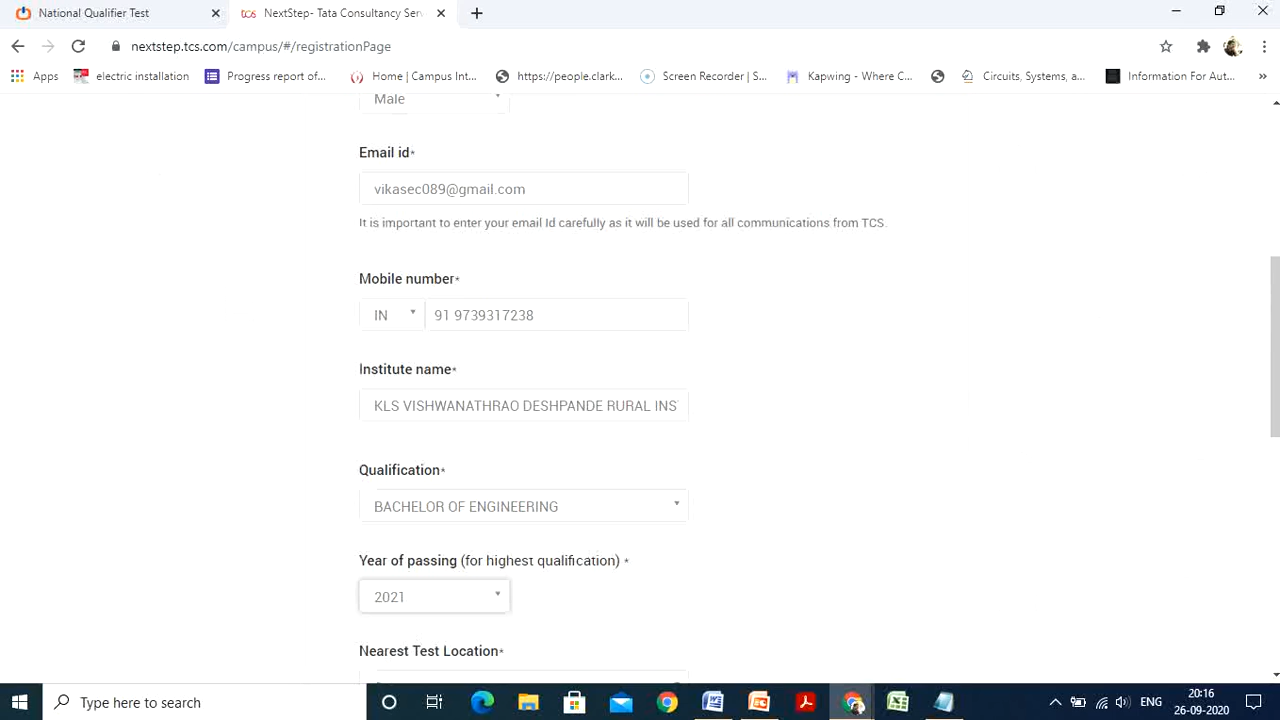 National Qualifier Test
tcs NextStep- Tata Consultancy Serv
nextstep.tcs.com/campus/#/registrationPage
Apps electric installation Progress report of... Home | Campus Int... https://people.clark... Screen Recorder | S... Kapwing - Where C... Circuits, Systems, a... Information For Aut... »
Male
Email id*
vikasec089@gmail.com
It is important to enter your email Id carefully as it will be used for all communications from TCS.
Mobile number*
IN 91 9739317238
Institute name*
KLS VISHWANATHRAO DESHPANDE RURAL INS
Qualification*
BACHELOR OF ENGINEERING
Year of passing (for highest qualification) *
2021
Nearest Test Location*
Type here to search
ENG
20:16
26-09-2020